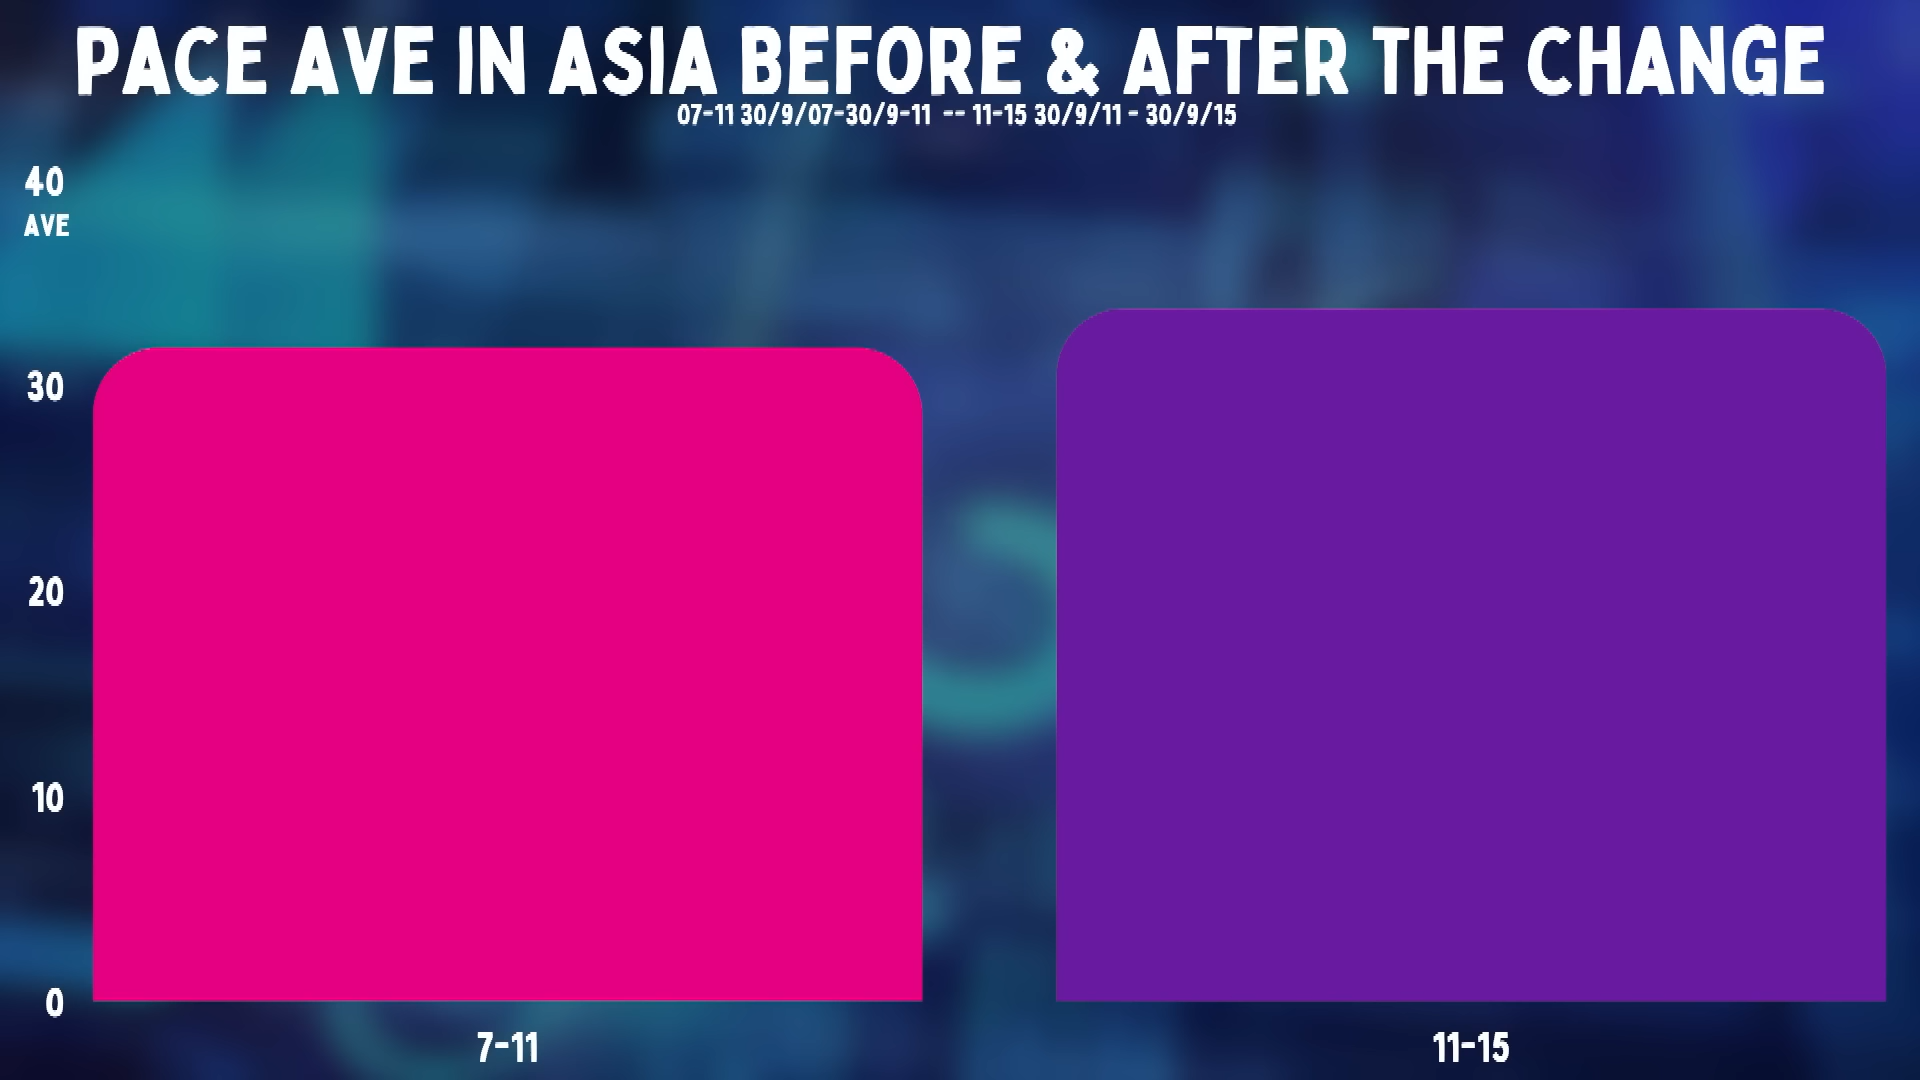 PACE AVE IN ASIA BEFORE & AFTER THE CHANGE
07-11 30/9/07-30/9-11 -- 11-15 30/9/11 - 30/9/15
40
AVE
30
20
10
0
7-11
11-15